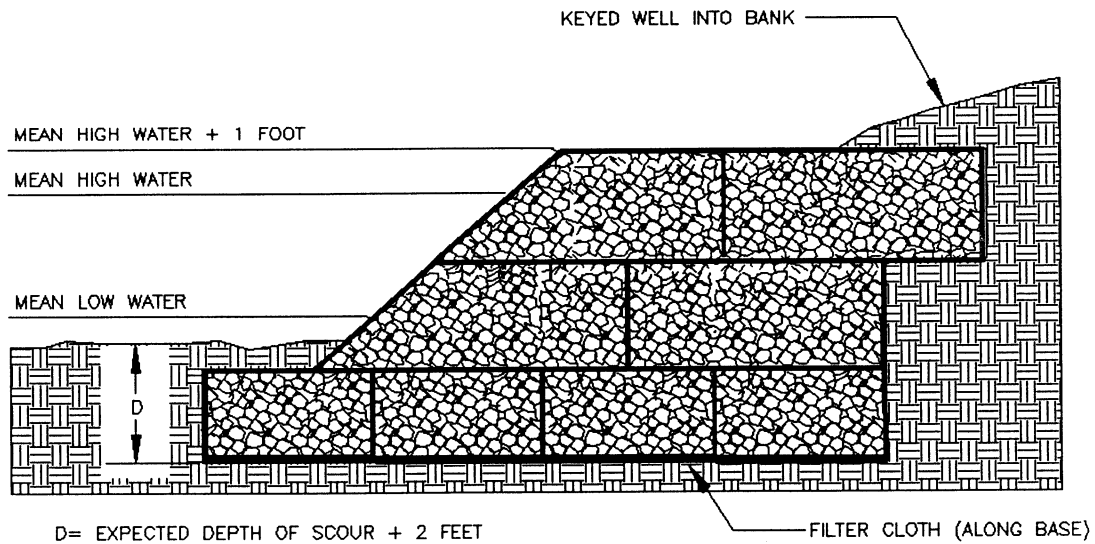 KEYED WELL INTO BANK
MEAN HIGH WATER + 1 FOOT
MEAN HIGH WATER
MEAN LOW WATER
D
D= EXPECTED DEPTH OF SCOUR + 2 FEET
FILTER CLOTH (ALONG BASE)